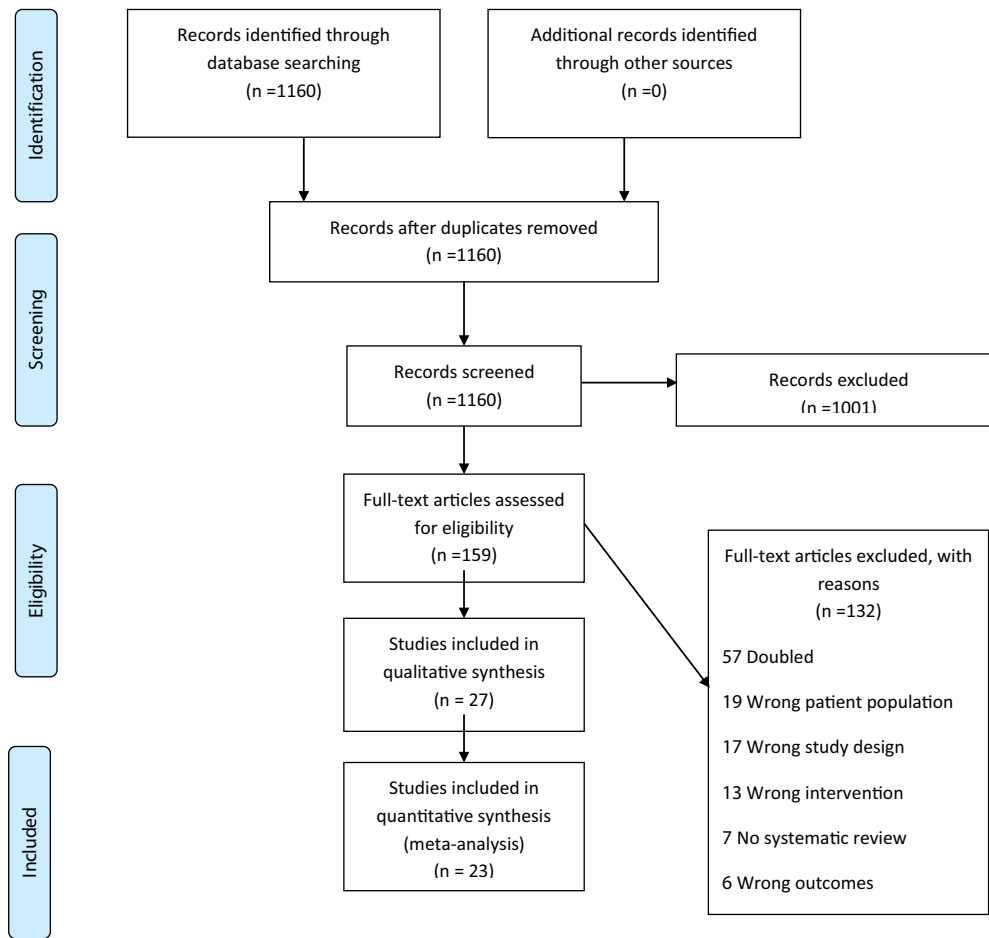 Identification
Records identified through
database searching
(n =1160)
Additional records identified
through other sources
(n =0)
Records after duplicates removed
(n =1160)
Screening
Records screened
(n =1160)
Records excluded
(n =1001)
Eligibility
Full-text articles assessed
for eligibility
(n =159)
Full-text articles excluded, with
reasons
(n =132)
57 Doubled
19 Wrong patient population
17 Wrong study design
13 Wrong intervention
7 No systematic review
6 Wrong outcomes
Studies included in
qualitative synthesis
(n = 27)
Included
Studies included in
quantitative synthesis
(meta-analysis)
n = 23)